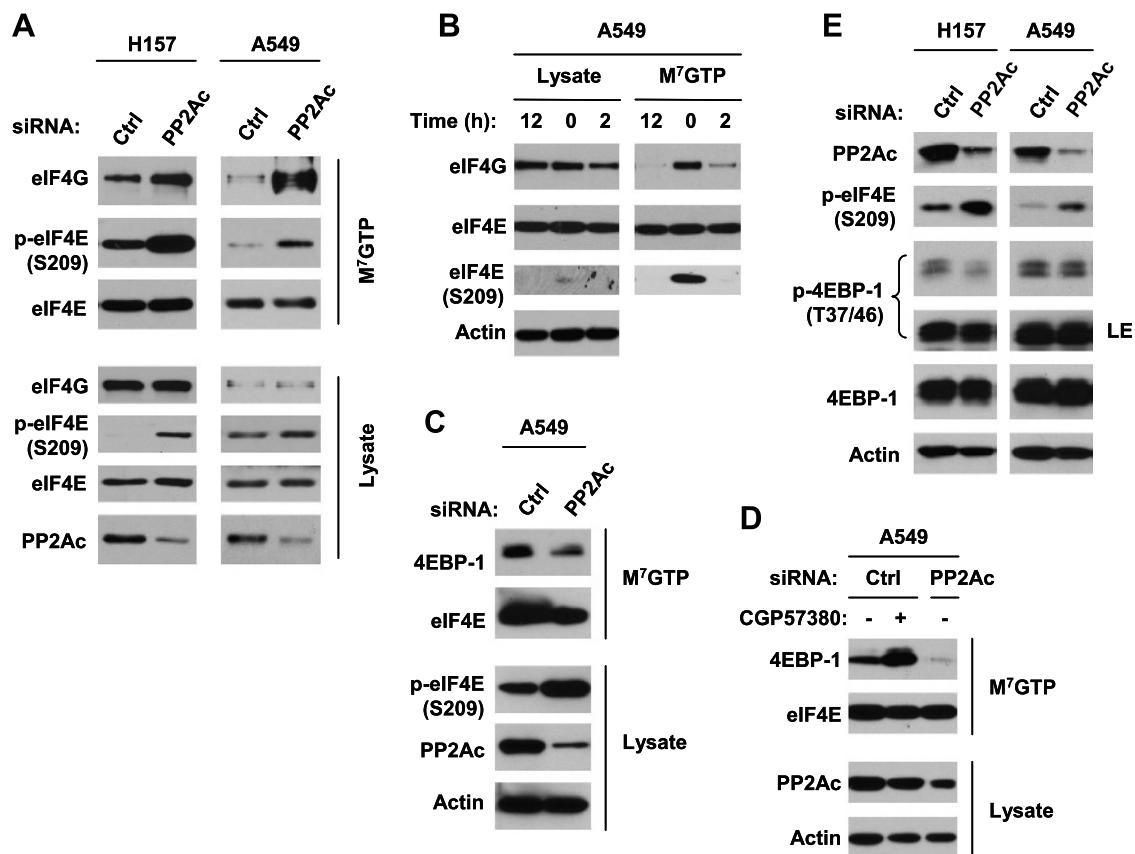 A
H157 A549
siRNA: Ctrl PP2Ac Ctrl PP2Ac
eIF4G
p-eIF4E
(S209)
eIF4E
M⁷GTP
eIF4G
p-eIF4E
(S209)
eIF4E
PP2Ac
Lysate
B
A549
Lysate M⁷GTP
Time (h): 12 0 2 12 0 2
eIF4G
eIF4E
eIF4E
(S209)
Actin
C
A549
siRNA: Ctrl PP2Ac
4EBP-1
eIF4E
M⁷GTP
p-eIF4E
(S209)
PP2Ac
Actin
Lysate
E
H157 A549
siRNA: Ctrl PP2Ac Ctrl PP2Ac
PP2Ac
p-eIF4E
(S209)
p-4EBP-1
(T37/46)
LE
4EBP-1
Actin
D
A549
siRNA: Ctrl PP2Ac
CGP57380: - + -
4EBP-1
eIF4E
M⁷GTP
PP2Ac
Actin
Lysate